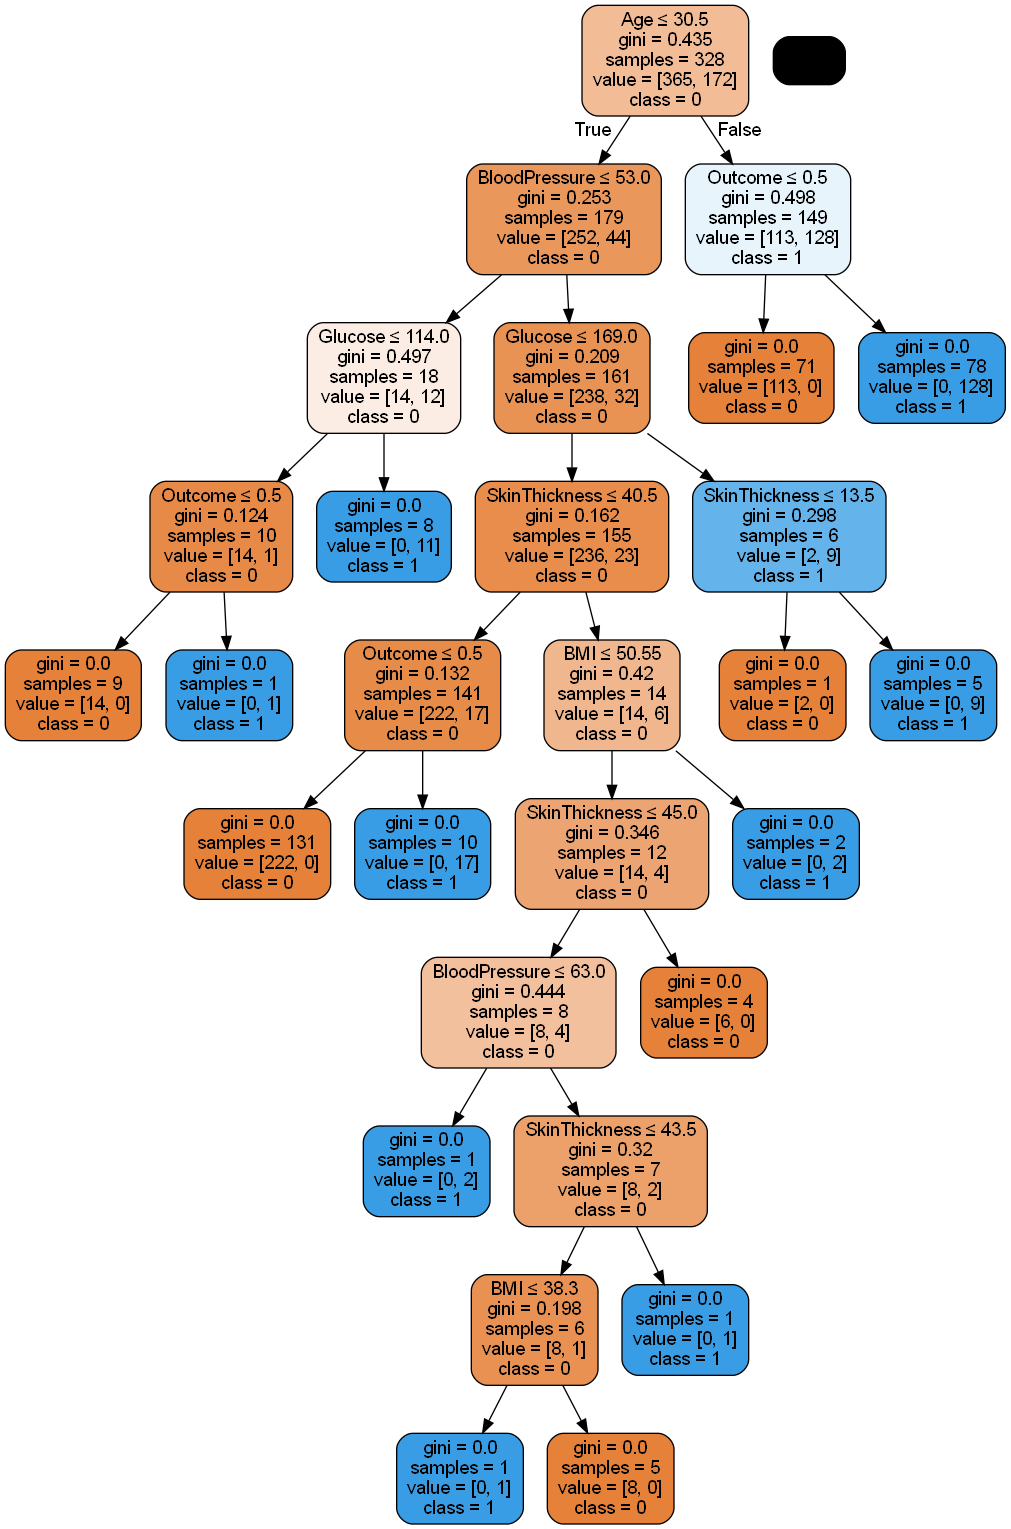 Age ≤ 30.5
gini = 0.435
samples = 328
value = [365, 172]
class = 0
True
False
BloodPressure ≤ 53.0
gini = 0.253
samples = 179
value = [252, 44]
class = 0
Outcome ≤ 0.5
gini = 0.498
samples = 149
value = [113, 128]
class = 1
Glucose ≤ 114.0
gini = 0.497
samples = 18
value = [14, 12]
class = 0
Glucose ≤ 169.0
gini = 0.209
samples = 161
value = [238, 32]
class = 0
gini = 0.0
samples = 71
value = [113, 0]
class = 0
gini = 0.0
samples = 78
value = [0, 128]
class = 1
Outcome ≤ 0.5
gini = 0.124
samples = 10
value = [14, 1]
class = 0
gini = 0.0
samples = 8
value = [0, 11]
class = 1
SkinThickness ≤ 40.5
gini = 0.162
samples = 155
value = [236, 23]
class = 0
SkinThickness ≤ 13.5
gini = 0.298
samples = 6
value = [2, 9]
class = 1
gini = 0.0
samples = 9
value = [14, 0]
class = 0
gini = 0.0
samples = 1
value = [0, 1]
class = 1
Outcome ≤ 0.5
gini = 0.132
samples = 141
value = [222, 17]
class = 0
BMI ≤ 50.55
gini = 0.42
samples = 14
value = [14, 6]
class = 0
gini = 0.0
samples = 1
value = [2, 0]
class = 0
gini = 0.0
samples = 5
value = [0, 9]
class = 1
gini = 0.0
samples = 131
value = [222, 0]
class = 0
gini = 0.0
samples = 10
value = [0, 17]
class = 1
SkinThickness ≤ 45.0
gini = 0.346
samples = 12
value = [14, 4]
class = 0
gini = 0.0
samples = 2
value = [0, 2]
class = 1
BloodPressure ≤ 63.0
gini = 0.444
samples = 8
value = [8, 4]
class = 0
gini = 0.0
samples = 4
value = [6, 0]
class = 0
gini = 0.0
samples = 1
value = [0, 2]
class = 1
SkinThickness ≤ 43.5
gini = 0.32
samples = 7
value = [8, 2]
class = 0
BMI ≤ 38.3
gini = 0.198
samples = 6
value = [8, 1]
class = 0
gini = 0.0
samples = 1
value = [0, 1]
class = 1
gini = 0.0
samples = 1
value = [0, 1]
class = 1
gini = 0.0
samples = 5
value = [8, 0]
class = 0